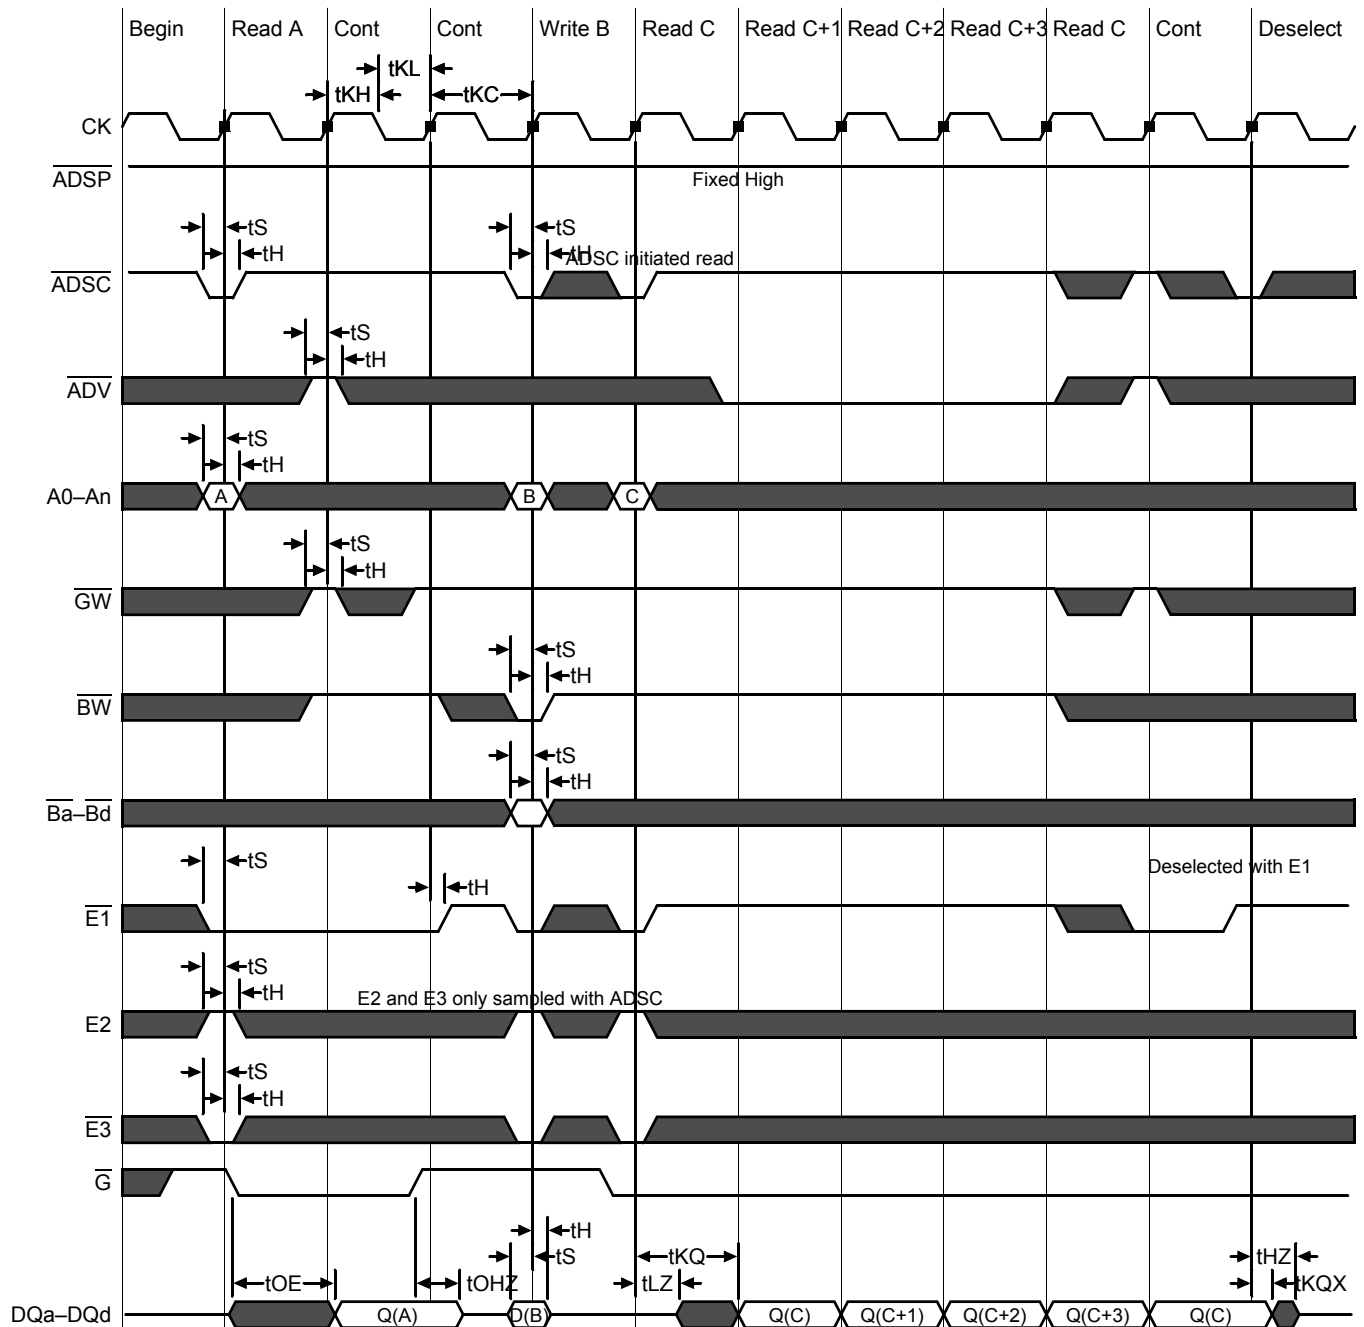 Begin Read A Cont Cont Write B Read C Read C+1 Read C+2 Read C+3 Read C Cont Deselect
tKL
tKH tKC
CK
ADSP
Fixed High
tS tS
tH tH
ADSC initiated read
ADSC
tS
tH
ADV
tS
tH
A0–An A B C
tS
tH
GW
tS
tH
BW
tS
tH
Ba–Bd
tS
Deselected with E1
tH
E1
tS
tH
E2 and E3 only sampled with ADSC
E2
tS
tH
E3
G
tH
tS tKQ tHZ
tOE tOHZ tLZ tKQX
DQa–DQd Q(A) D(B) Q(C) Q(C+1) Q(C+2) Q(C+3) Q(C)